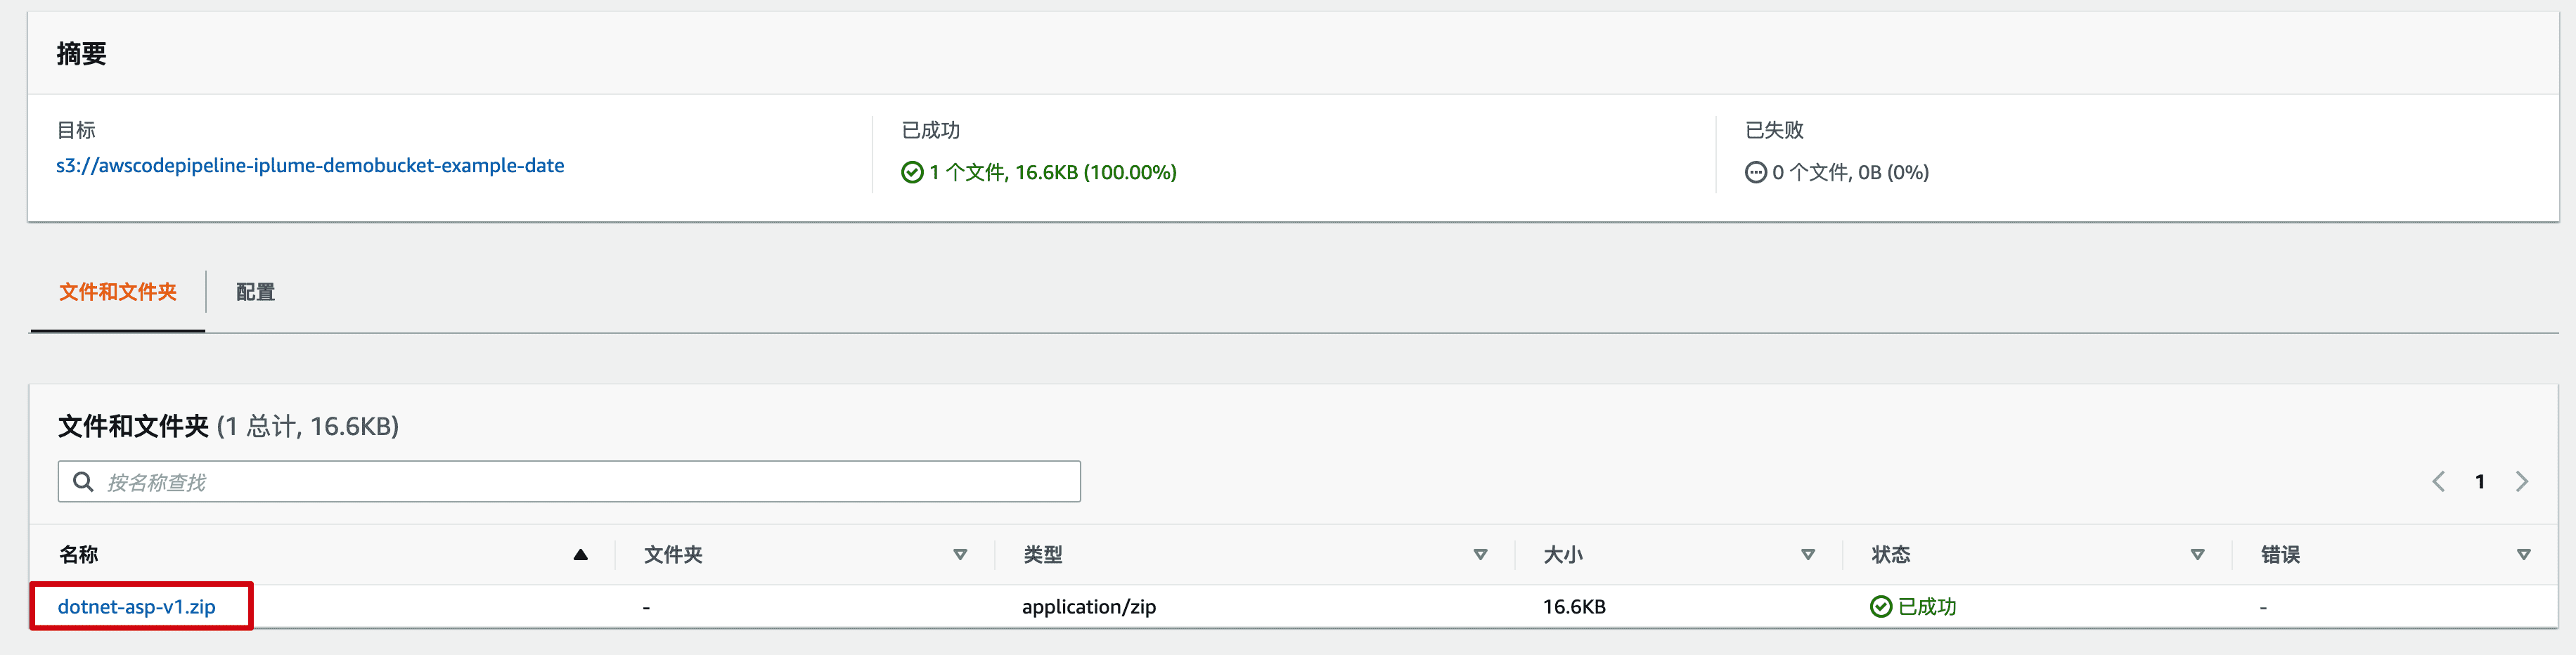 摘要
目标
已成功
已失败
s3://awscodepipeline-iplume-demobucket-example-date
1 个文件, 16.6KB (100.00%)
0 个文件, 0B (0%)
文件和文件夹
配置
文件和文件夹 (1 总计, 16.6KB)
按名称查找
1
名称
文件夹
类型
大小
状态
错误
dotnet-asp-v1.zip
-
application/zip
16.6KB
已成功
-